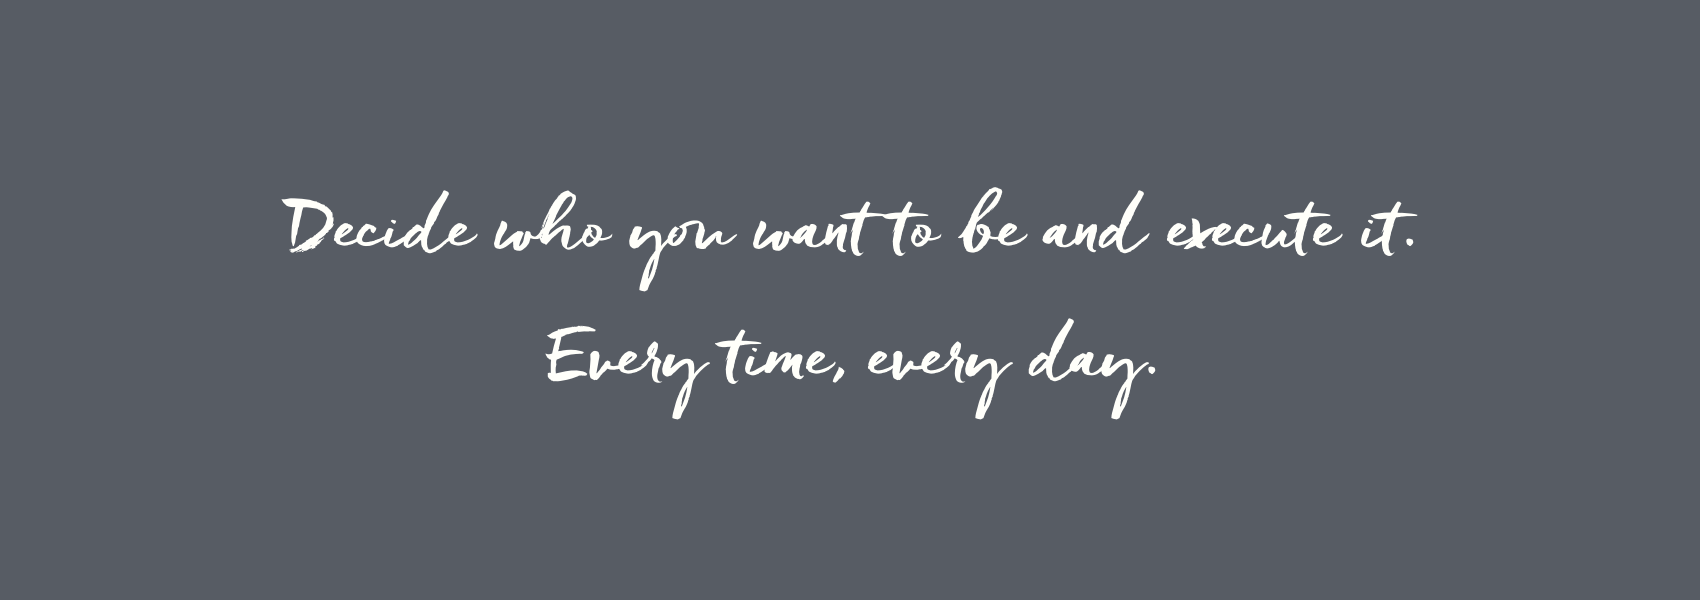 Decide who you want to be and execute it.
Every time, every day.